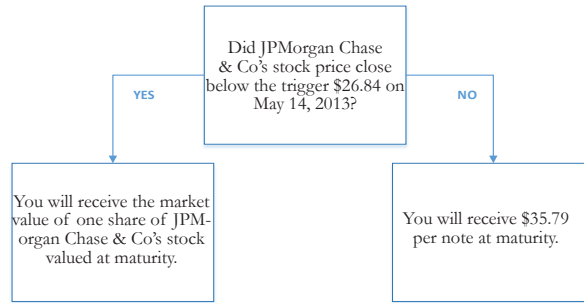 Did JPMorgan Chase
& Co's stock price close
below the trigger $26.84 on
May 14, 2013?
YES
NO
You will receive the market
value of one share of JPM-
organ Chase & Co's stock
valued at maturity.
You will receive $35.79
per note at maturity.